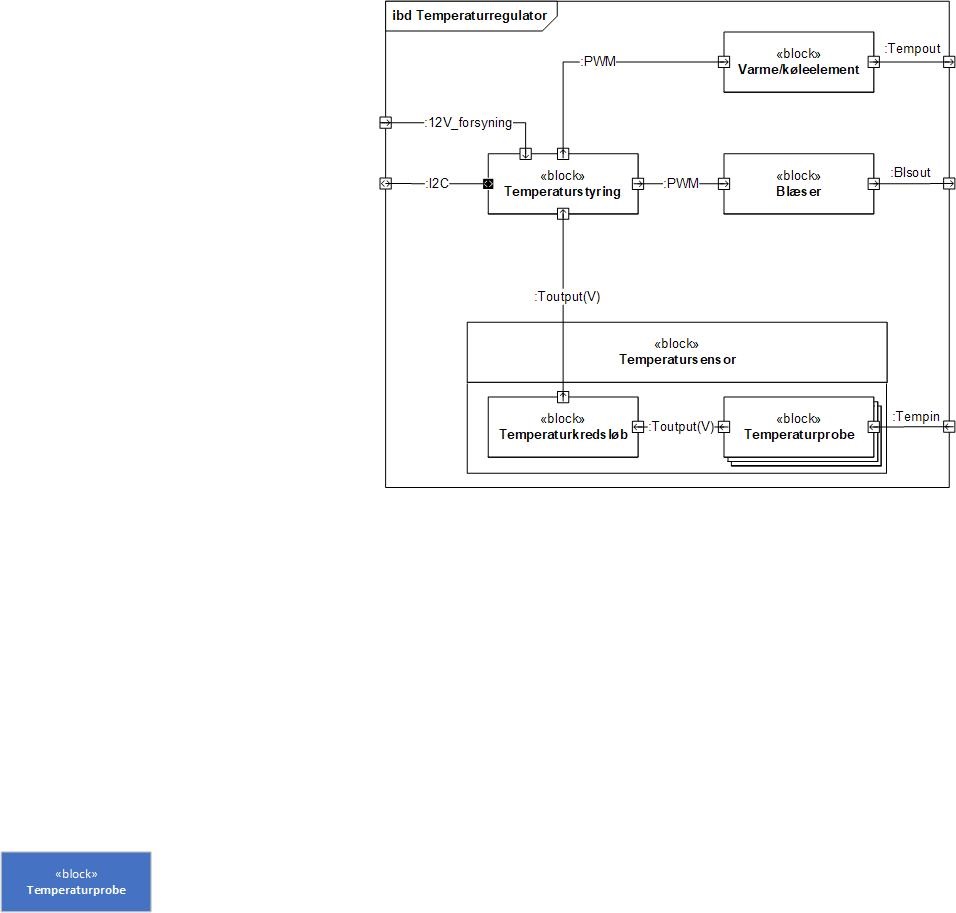 ibd Temperaturregulator
:Tempout
:PWM
«block»
Varme/køleelement
:12V_forsyning
:I2C
«block»
Temperaturstyring
:PWM
«block»
Blæser
:Blsout
:Toutput(V)
«block»
Temperatursensor
«block»
Temperaturkredsløb
:Toutput(V)
«block»
Temperaturprobe
:Tempin
«block»
Temperaturprobe